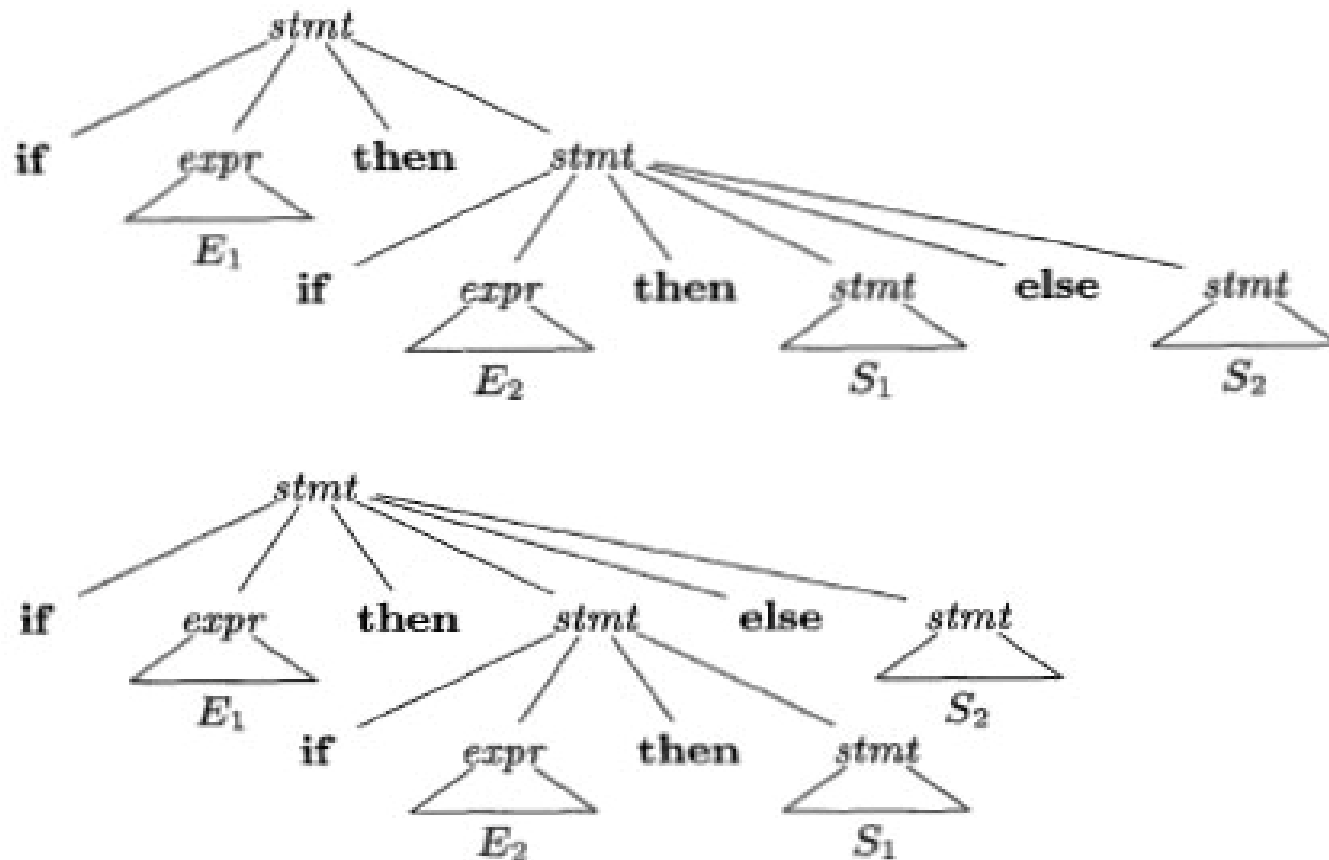 stmt
if expr then stmt
E₁
if expr then stmt else stmt
E₂ S₁ S₂
stmt
if expr then stmt else stmt
E₁ S₂
if expr then stmt
E₂ S₁